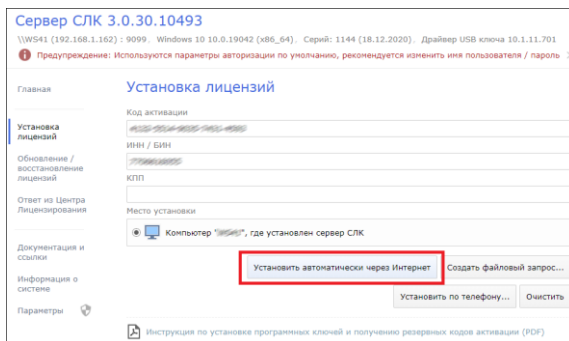 Сервер СЛК 3.0.30.10493
\\WS41 (192.168.1.162) : 9099, Windows 10 10.0.19042 (x86_64), Серий: 1144 (18.12.2020), Драйвер USB ключа 10.1.11.701
Предупреждение: Используются параметры авторизации по умолчанию, рекомендуется изменить имя пользователя / пароль
Главная
Установка лицензий
Обновление / восстановление лицензий
Ответ из Центра Лицензирования
Документация и ссылки
Информация о системе
Параметры
Установка лицензий
Код активации
ИНН / БИН
КПП
Место установки
Компьютер " ", где установлен сервер СЛК
Установить автоматически через Интернет
Создать файловый запрос...
Установить по телефону...
Очистить
Инструкция по установке программных ключей и получению резервных кодов активации (PDF)